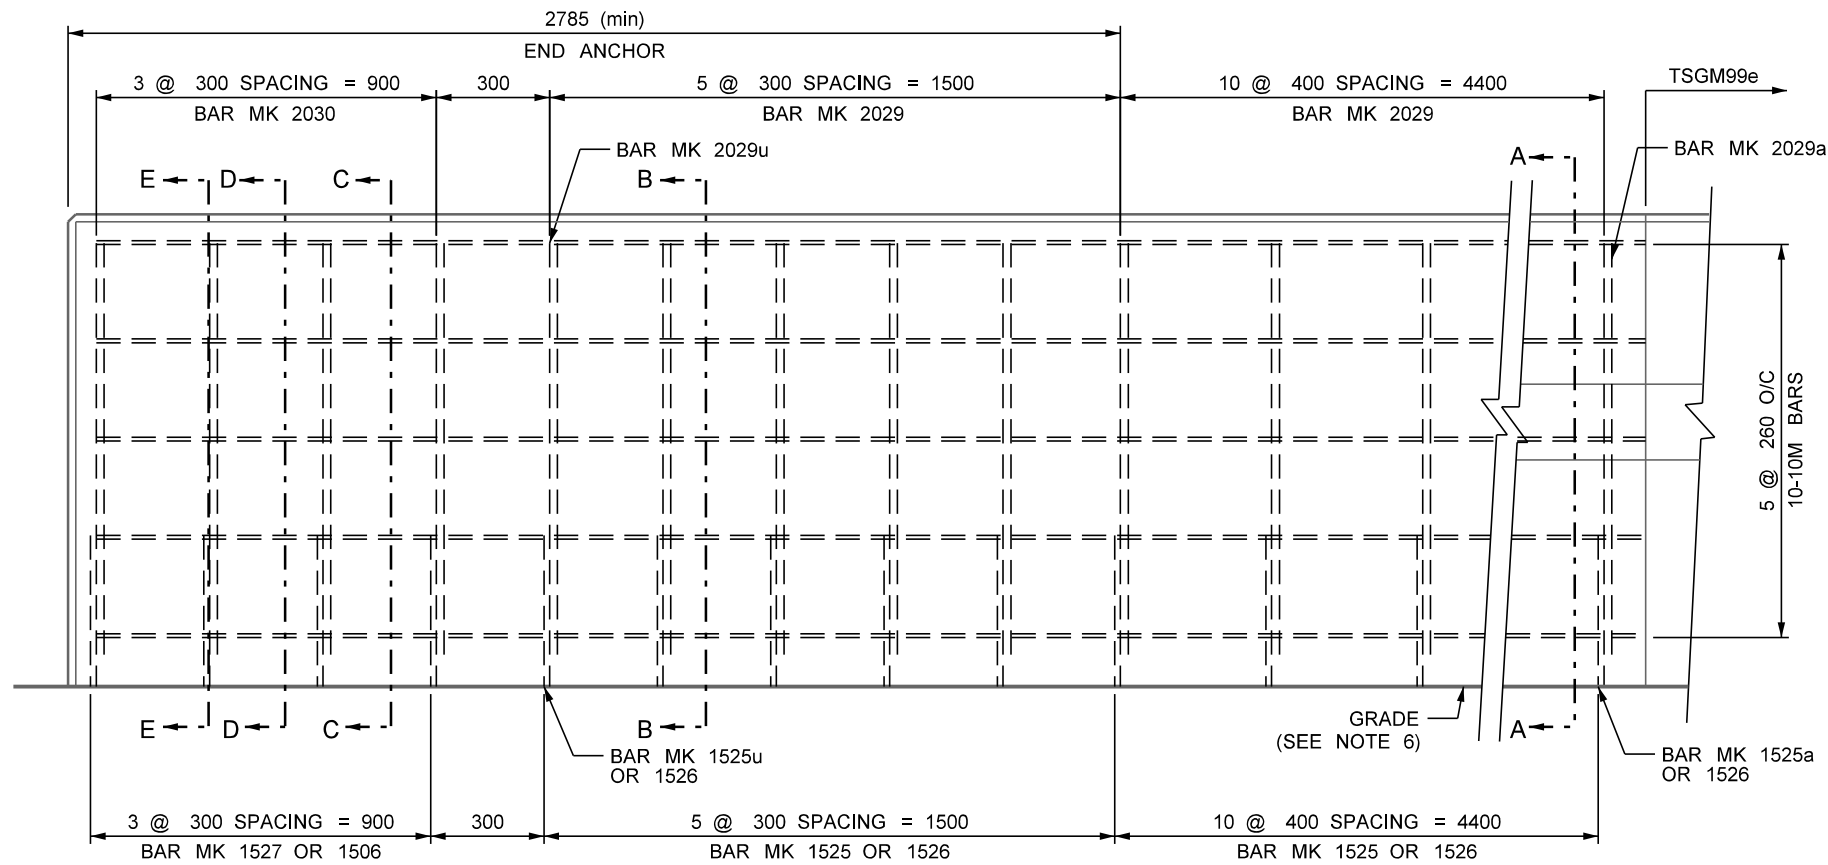 2785 (min)
END ANCHOR
3 @ 300 SPACING = 900
300
5 @ 300 SPACING = 1500
10 @ 400 SPACING = 4400
TSGM99e
BAR MK 2030
BAR MK 2029
BAR MK 2029
BAR MK 2029u
BAR MK 2029a
E
D
C
B
A
5 @ 260 O/C
10-10M BARS
E
D
C
B
A
GRADE
(SEE NOTE 6)
BAR MK 1525u
OR 1526
BAR MK 1525a
OR 1526
3 @ 300 SPACING = 900
300
5 @ 300 SPACING = 1500
10 @ 400 SPACING = 4400
BAR MK 1527 OR 1506
BAR MK 1525 OR 1526
BAR MK 1525 OR 1526